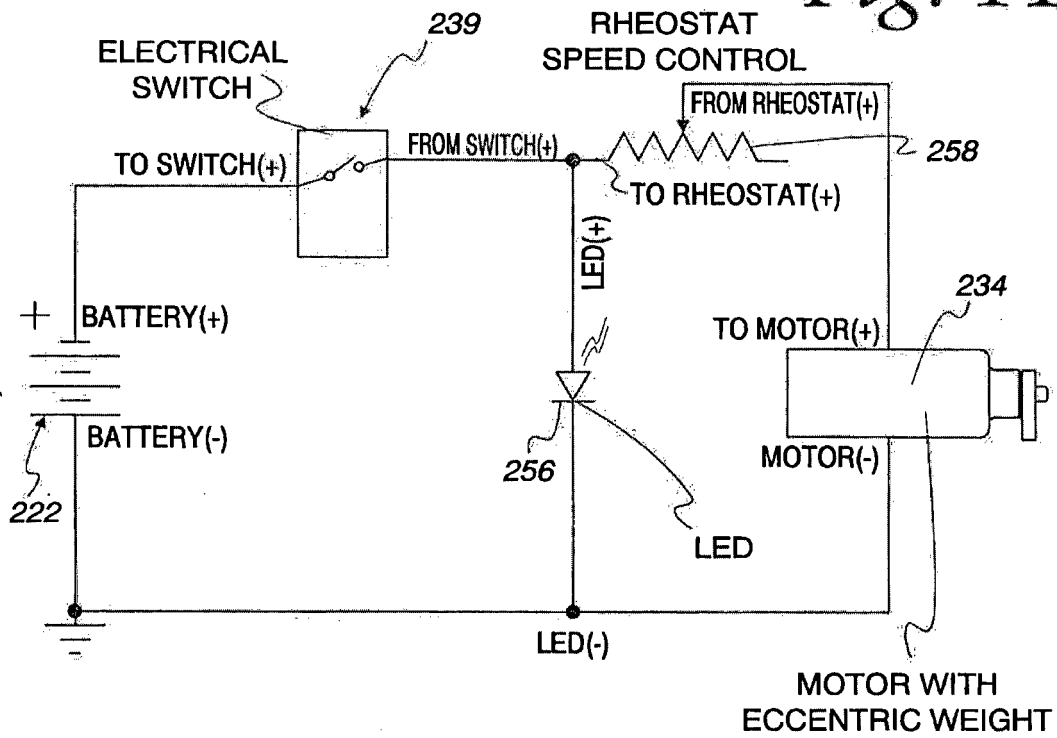 Fig.
239
RHEOSTAT
SPEED CONTROL
ELECTRICAL
SWITCH
FROM RHEOSTAT(+)
FROM SWITCH(+)
258
TO SWITCH(+)
TO RHEOSTAT(+)
LED(+)
234
+
BATTERY(+)
TO MOTOR(+)
BATTERY(-)
MOTOR(-)
256
222
LED
LED(-)
MOTOR WITH
ECCENTRIC WEIGHT